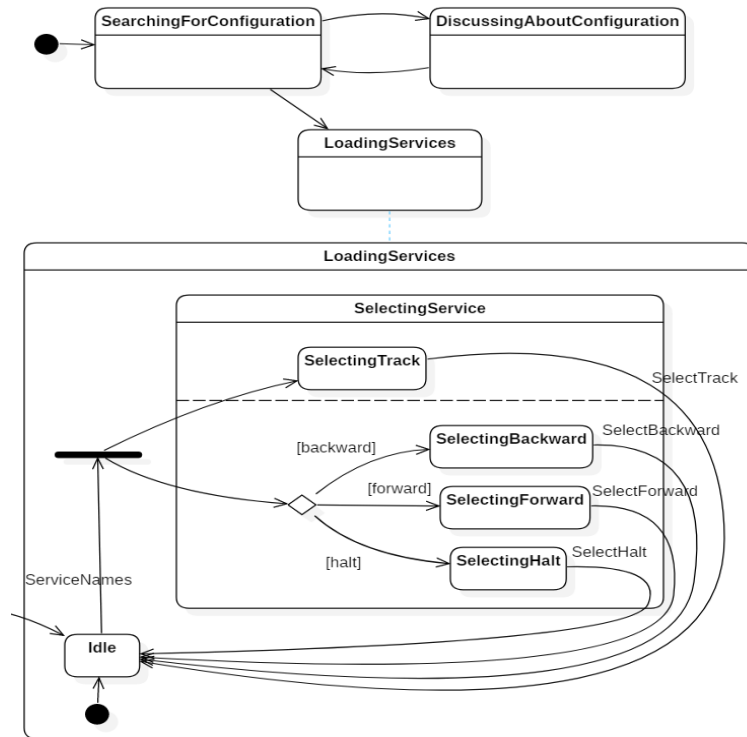 SearchingForConfiguration
DiscussingAboutConfiguration
LoadingServices
LoadingServices
SelectingService
SelectingTrack
SelectTrack
[backward]
SelectingBackward
SelectBackward
[forward]
SelectingForward
SelectForward
[halt]
SelectingHalt
SelectHalt
ServiceNames
Idle